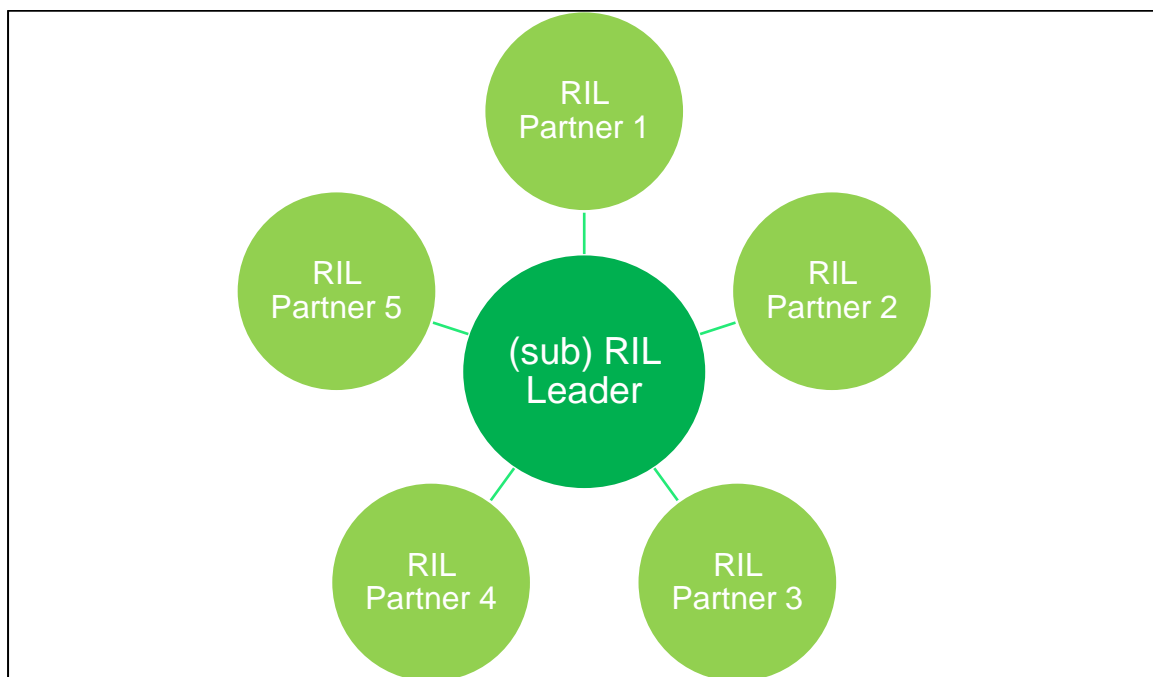 RIL
Partner 1
RIL
Partner 5
RIL
Partner 2
(sub) RIL
Leader
RIL
Partner 4
RIL
Partner 3